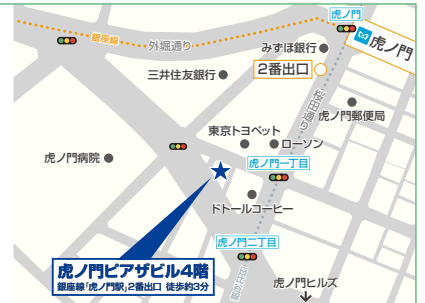 虎ノ門
銀座線
外堀通り
みずほ銀行
虎ノ門
三井住友銀行
2番出口
桜田通り
虎ノ門郵便局
東京トヨペット
ローソン
虎ノ門病院
虎ノ門一丁目
ドトールコーヒー
虎ノ門二丁目
虎ノ門ピアザビル4階
銀座線「虎ノ門駅」2番出口 徒歩約3分
日比谷線
虎ノ門ヒルズ